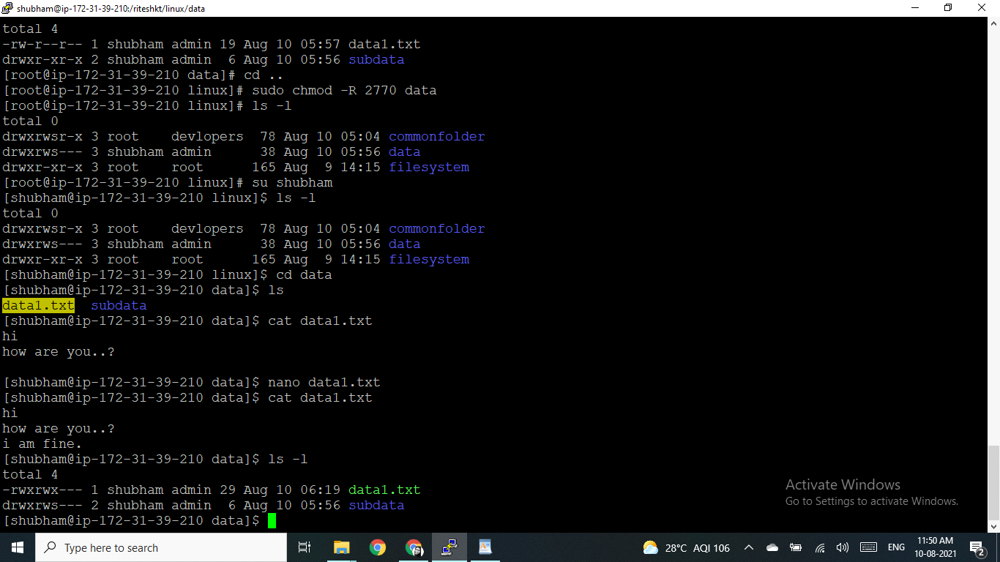 shubham@ip-172-31-39-210:/riteshkt/linux/data
total 4
-rw-r--r-- 1 shubham admin 19 Aug 10 05:57 data1.txt
drwxr-xr-x 2 shubham admin  6 Aug 10 05:56 subdata
[root@ip-172-31-39-210 data]# cd ..
[root@ip-172-31-39-210 linux]# sudo chmod -R 2770 data
[root@ip-172-31-39-210 linux]# ls -l
total 0
drwxrwsr-x 3 root    devlopers  78 Aug 10 05:04 commonfolder
drwxrws--- 3 shubham admin      38 Aug 10 05:56 data
drwxr-xr-x 3 root    root      165 Aug  9 14:15 filesystem
[root@ip-172-31-39-210 linux]# su shubham
[shubham@ip-172-31-39-210 linux]$ ls -l
total 0
drwxrwsr-x 3 root    devlopers  78 Aug 10 05:04 commonfolder
drwxrws--- 3 shubham admin      38 Aug 10 05:56 data
drwxr-xr-x 3 root    root      165 Aug  9 14:15 filesystem
[shubham@ip-172-31-39-210 linux]$ cd data
[shubham@ip-172-31-39-210 data]$ ls
data1.txt  subdata
[shubham@ip-172-31-39-210 data]$ cat data1.txt
hi
how are you..?

[shubham@ip-172-31-39-210 data]$ nano data1.txt
[shubham@ip-172-31-39-210 data]$ cat data1.txt
hi
how are you..?
i am fine.
[shubham@ip-172-31-39-210 data]$ ls -l
total 4
-rwxrwx--- 1 shubham admin 29 Aug 10 06:19 data1.txt
drwxrws--- 2 shubham admin  6 Aug 10 05:56 subdata
[shubham@ip-172-31-39-210 data]$
Activate Windows
Go to Settings to activate Windows.
Type here to search
28°C AQI 106
ENG
11:50 AM
10-08-2021
2